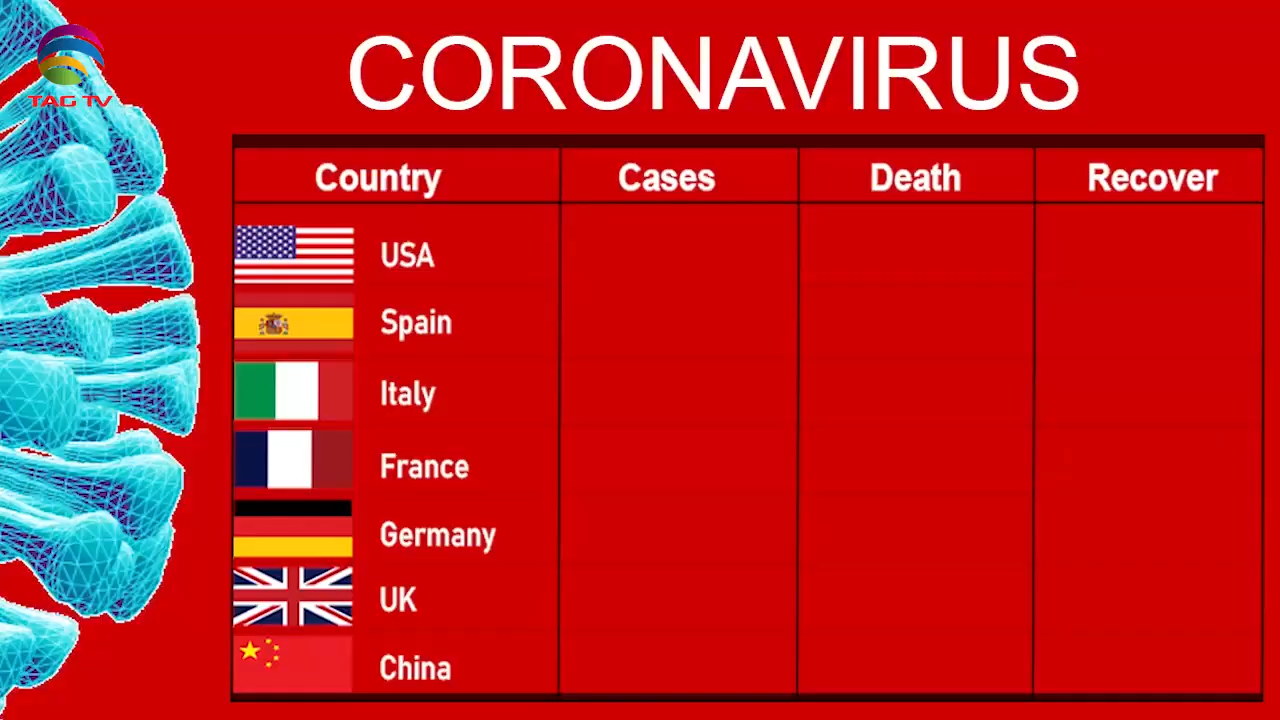 TAG TV
CORONAVIRUS
Country Cases Death Recover
USA
Spain
Italy
France
Germany
UK
China